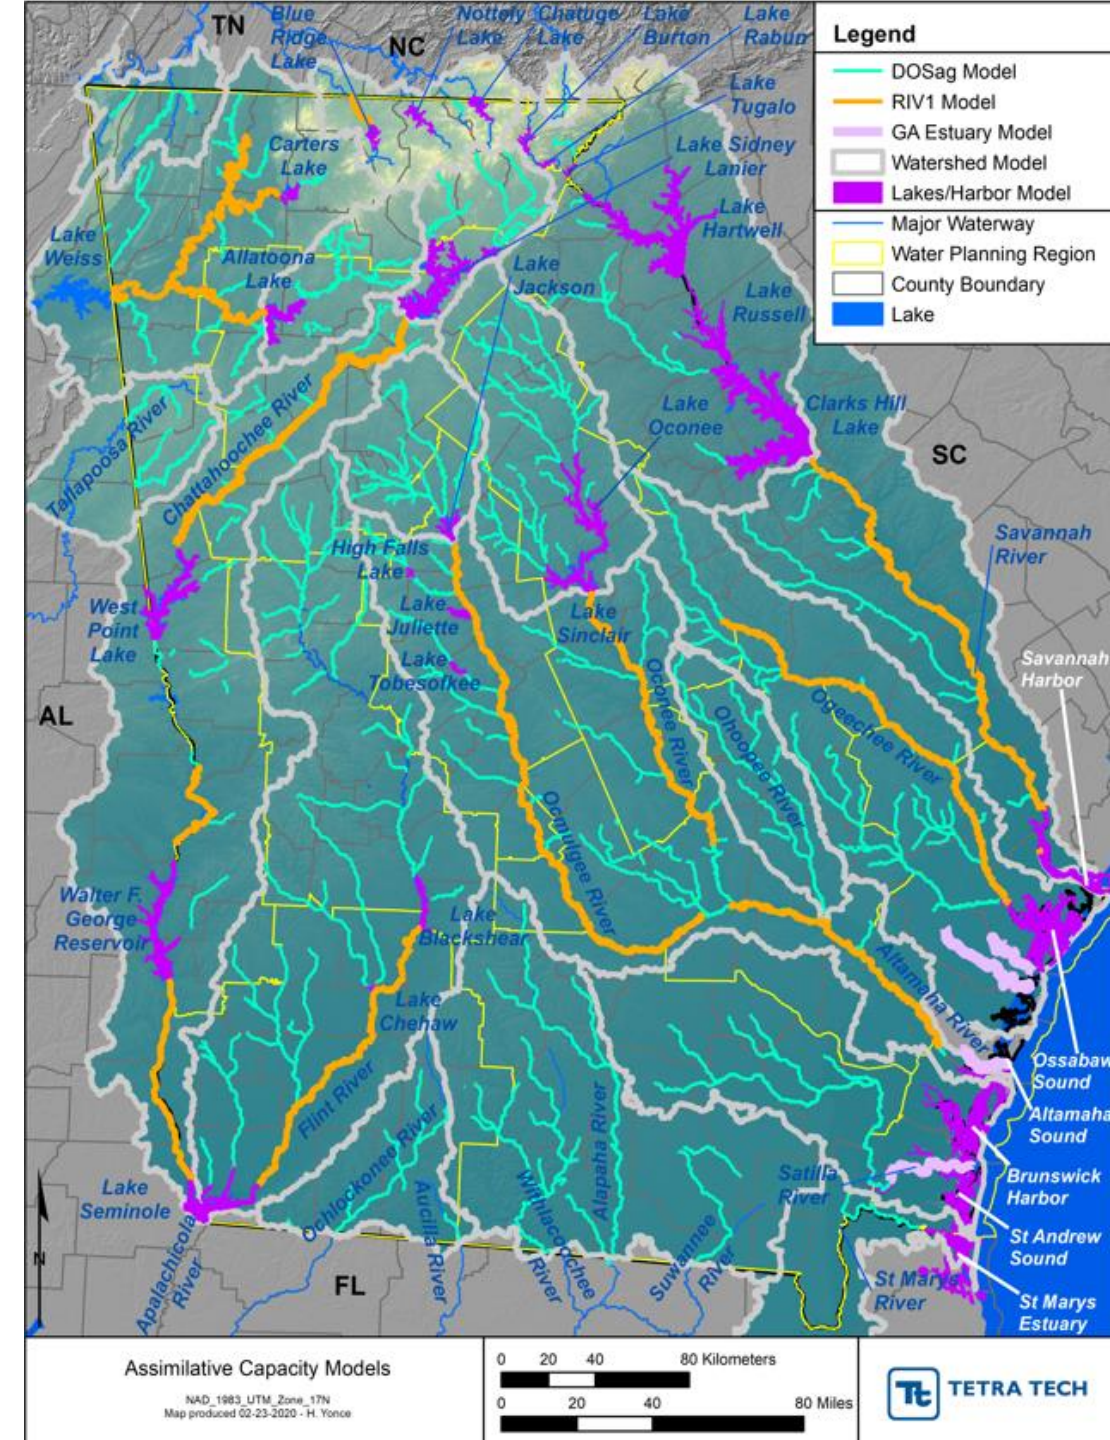 TN
NC
Blue
Ridge
Lake
Nottely
Lake
Chatuge
Lake
Lake
Burton
Lake
Rabun
Lake
Tugalo
Lake Sidney
Lanier
Legend
DOSag Model
RIV1 Model
GA Estuary Model
Watershed Model
Lakes/Harbor Model
Major Waterway
Water Planning Region
County Boundary
Lake
Carters
Lake
Lake
Hartwell
Lake
Weiss
Allatoona
Lake
Lake
Jackson
Lake
Russell
Tallapoosa River
Chattahoochee River
Lake
Oconee
Clarks Hill
Lake
SC
High Falls
Lake
Savannah
River
West
Point
Lake
Lake
Juliette
Lake
Sinclair
Lake
Tobesofkee
Savannah
Harbor
AL
Oconee River
Ohoopee River
Ogeechee River
Ocmulgee River
Walter F.
George
Reservoir
Lake
Blackshear
Altamaha River
Lake
Chehaw
Flint River
Ossabaw
Sound
Altamaha
Sound
Ochlockonee River
Alapaha River
Satilla
River
Brunswick
Harbor
Lake
Seminole
Aucilla River
Withlacoochee
River
Suwannee
River
St Andrew
Sound
Apalachicola
River
N
FL
St Marys
River
St Marys
Estuary
Assimilative Capacity Models
NAD_1983_UTM_Zone_17N
Map produced 02-23-2020 - H. Yonce
0 20 40 80 Kilometers
0 20 40 80 Miles
Tt
TETRA TECH